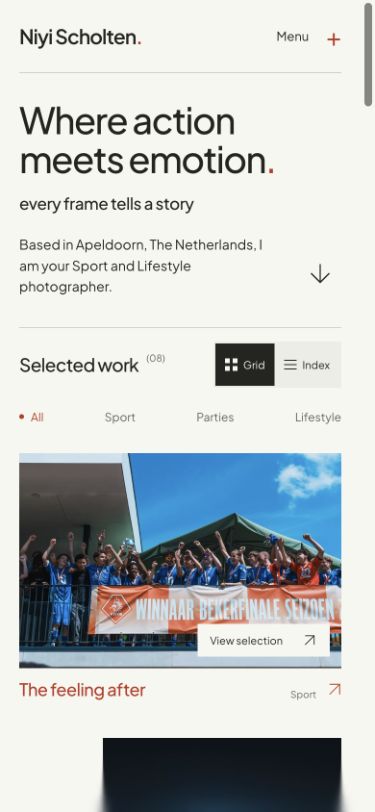 Niyi Scholten.
Menu +
Where action
meets emotion.
every frame tells a story
Based in Apeldoorn, The Netherlands, I
am your Sport and Lifestyle
photographer.
Selected work (08)
Grid
Index
All
Sport
Parties
Lifestyle
WINNAAR BEKERFINALE SEIZOEN
View selection
The feeling after
Sport